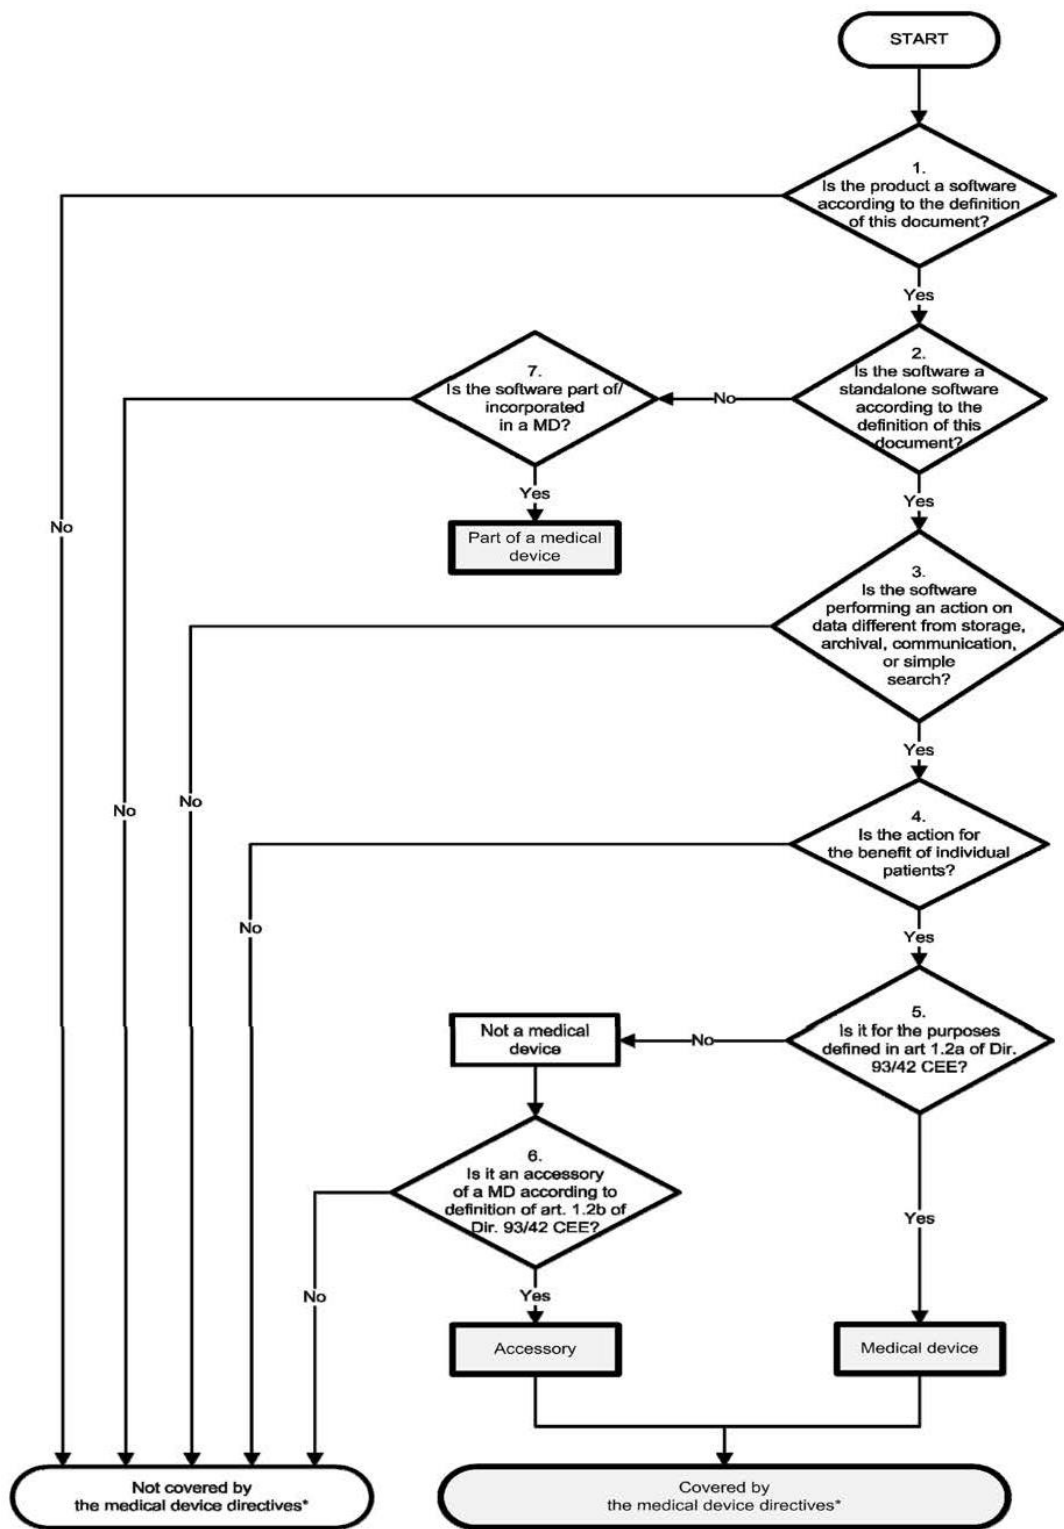 START
1.
Is the product a software
according to the definition
of this document?
Yes
2.
Is the software a
standalone software
according to the
definition of this
document?
No
7.
Is the software part of/
incorporated
in a MD?
Yes
Yes
Part of a medical
device
No
3.
Is the software
performing an action on
data different from storage,
archival, communication,
or simple
search?
Yes
No
No
4.
Is the action for
the benefit of individual
patients?
No
Yes
5.
Is it for the purposes
defined in art 1.2a of Dir.
93/42 CEE?
No
Not a medical
device
6.
Is it an accessory
of a MD according to
definition of art. 1.2b of
Dir. 93/42 CEE?
Yes
No
Yes
Accessory
Medical device
Not covered by
the medical device directives*
Covered by
the medical device directives*